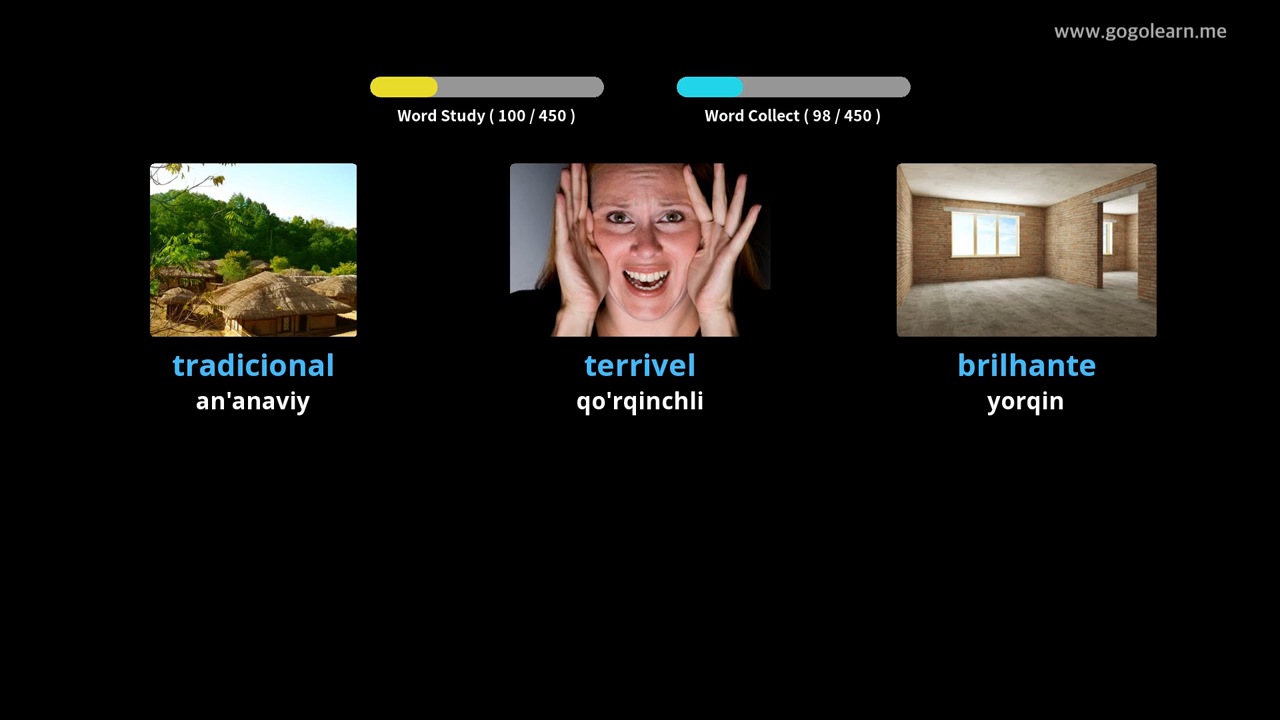 www.gogolearn.me
Word Study ( 100 / 450 )
Word Collect ( 98 / 450 )
tradicional
an'anaviy
terrivel
qo'rqinchli
brilhante
yorqin